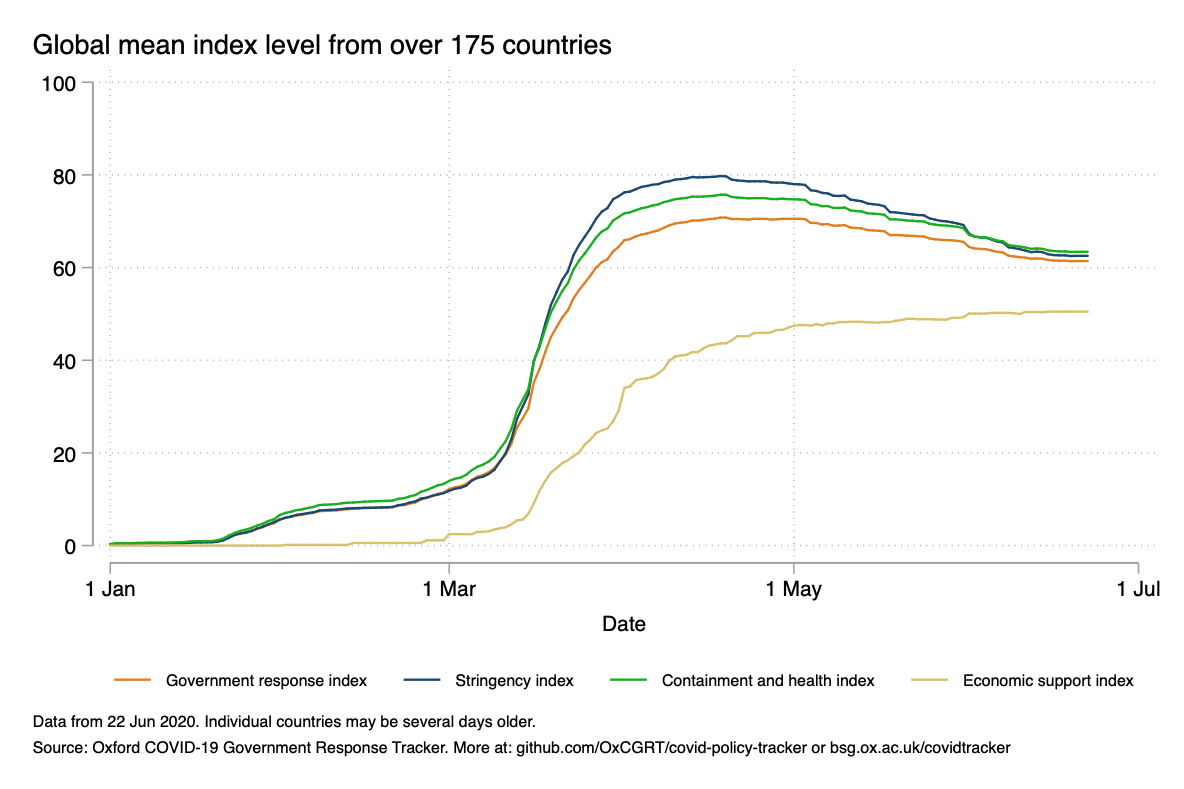 Global mean index level from over 175 countries
100
80
60
40
20
0
1 Jan 1 Mar 1 May 1 Jul
Date
Government response index Stringency index Containment and health index Economic support index
Data from 22 Jun 2020. Individual countries may be several days older.
Source: Oxford COVID-19 Government Response Tracker. More at: github.com/OxCGRT/covid-policy-tracker or bsg.ox.ac.uk/covidtracker